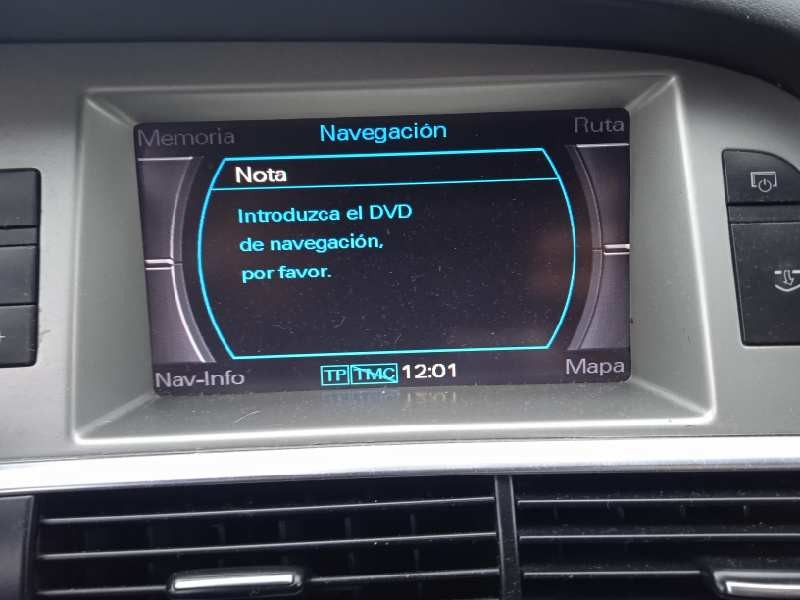 Memoria Navegación Ruta
Nota
Introduzca el DVD
de navegación,
por favor.
Nav-Info TP TMC 12:01 Mapa